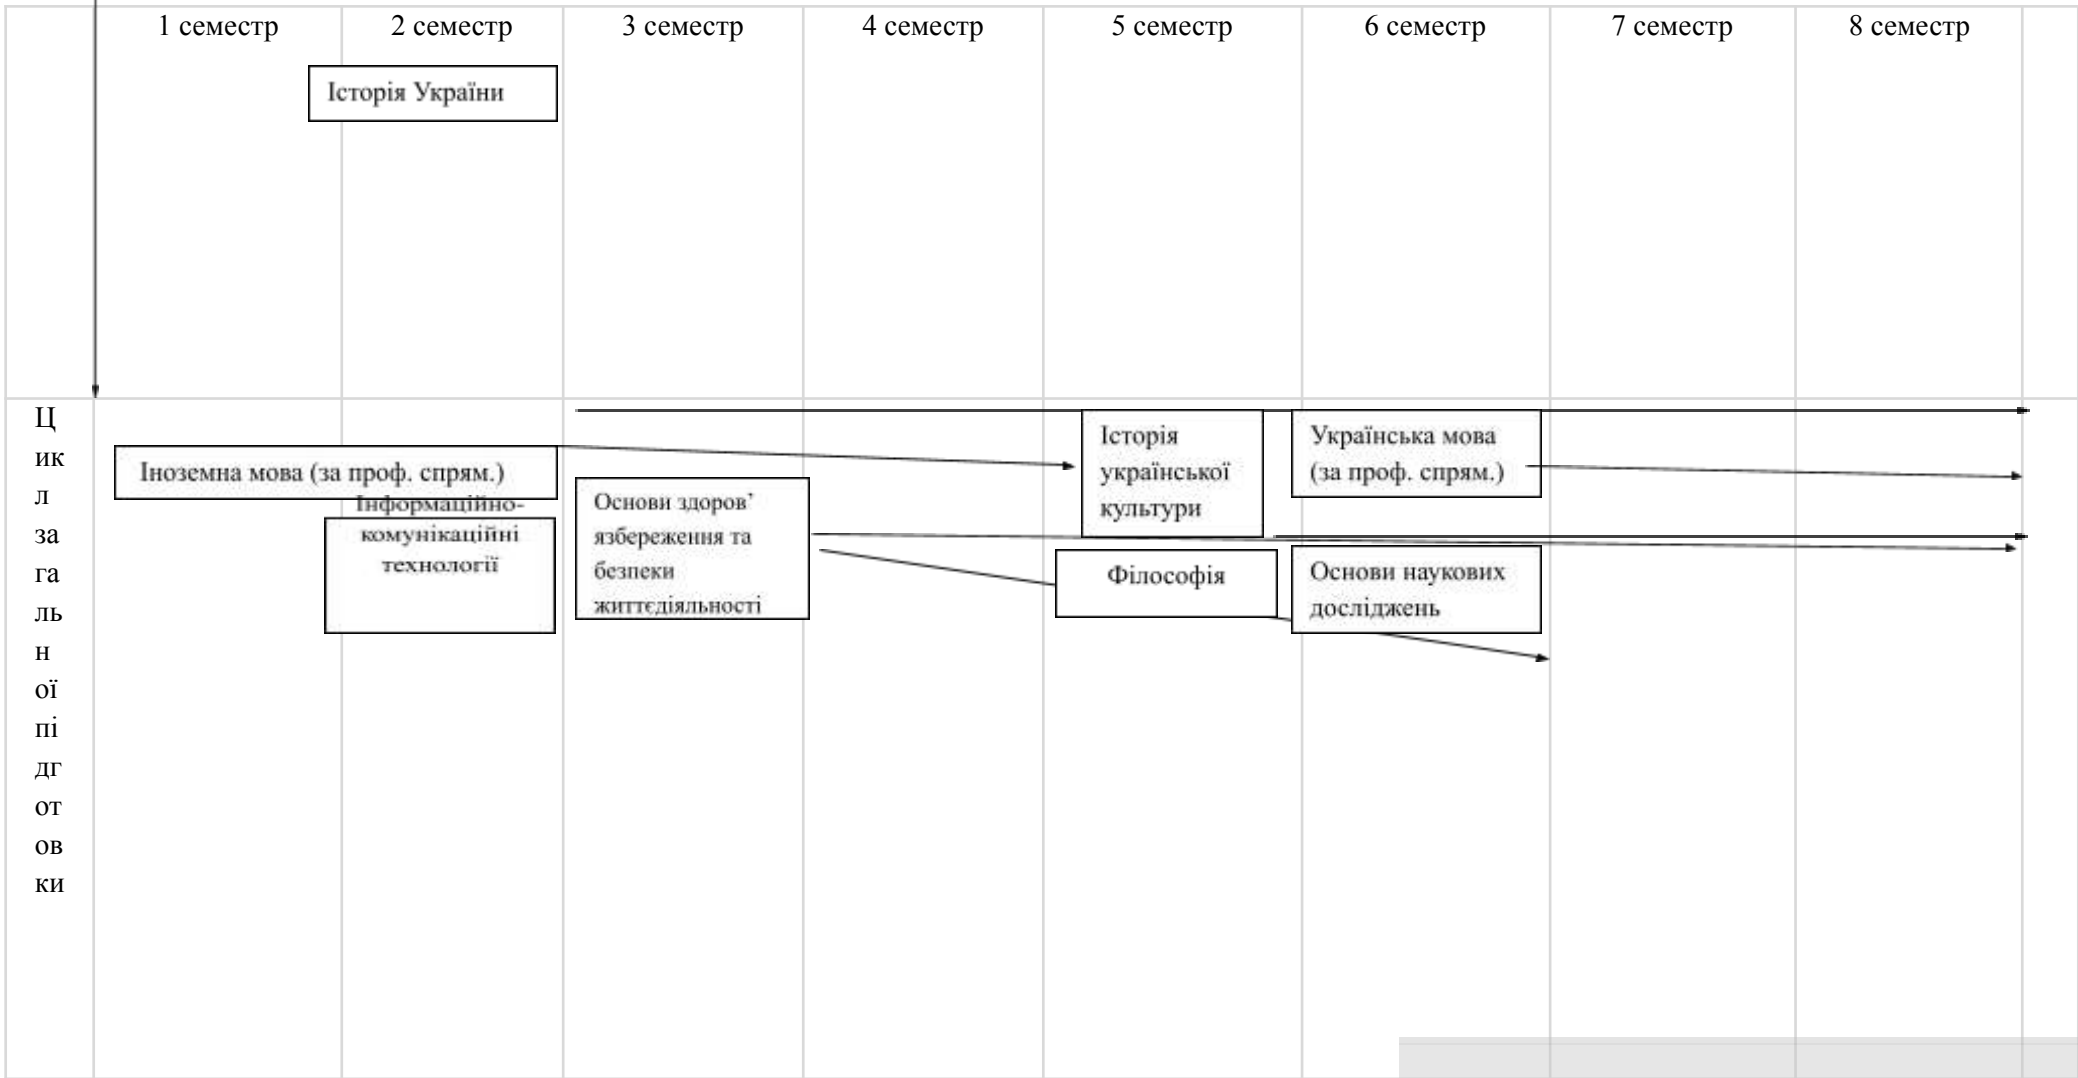 1 семестр
2 семестр
3 семестр
4 семестр
5 семестр
6 семестр
7 семестр
8 семестр
Історія України
Ц
ик
л
за
га
ль
н
ої
пі
дг
от
ов
ки
Іноземна мова (за проф. спрям.)
Інформаційно-
комунікаційні
технології
Основи здоров’
язбереження та
безпеки
життєдіяльності
Історія
української
культури
Філософія
Українська мова
(за проф. спрям.)
Основи наукових
досліджень